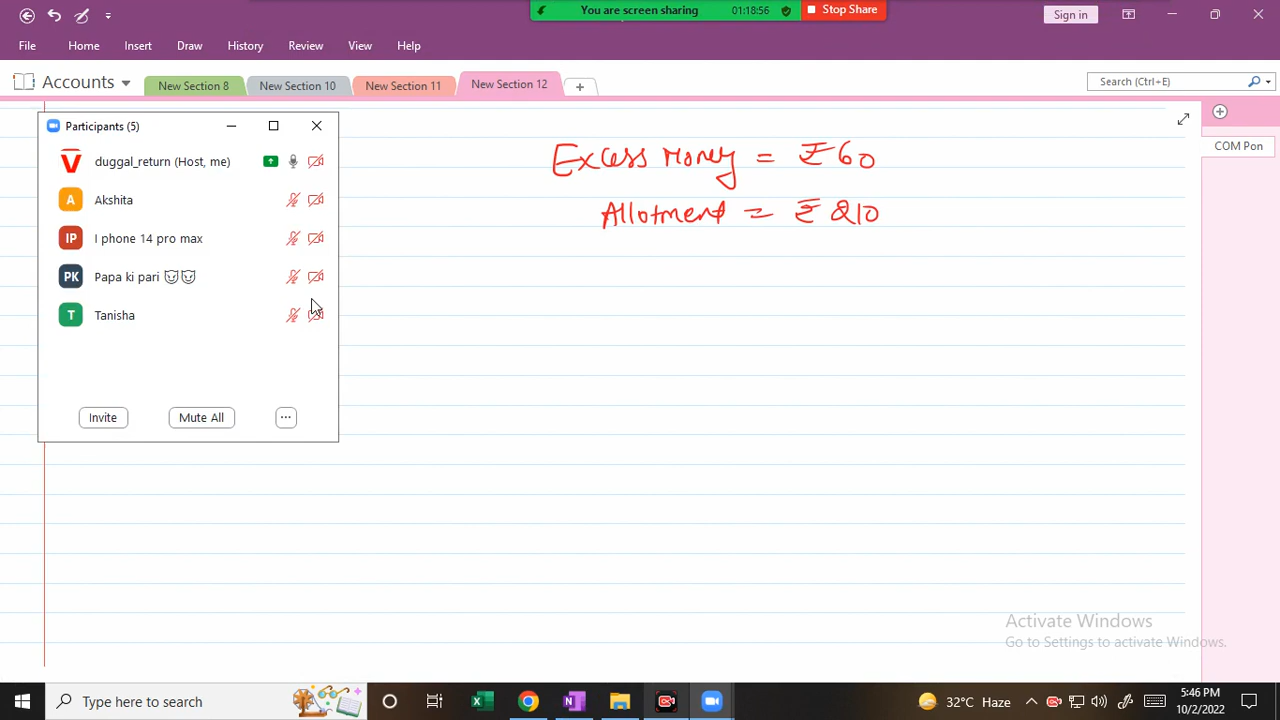 You are screen sharing
01:18:56
Stop Share
Sign in
File Home Insert Draw History Review View Help
Accounts
New Section 8
New Section 10
New Section 11
New Section 12
Search (Ctrl+E)
Participants (5)
duggal_return (Host, me)
A Akshita
IP I phone 14 pro max
PK Papa ki pari
T Tanisha
Invite Mute All ...
Excess Money = ₹60
Allotment = ₹ 210
COM Pon
Activate Windows
Go to Settings to activate Windows.
Type here to search
32°C Haze
5:46 PM
10/2/2022